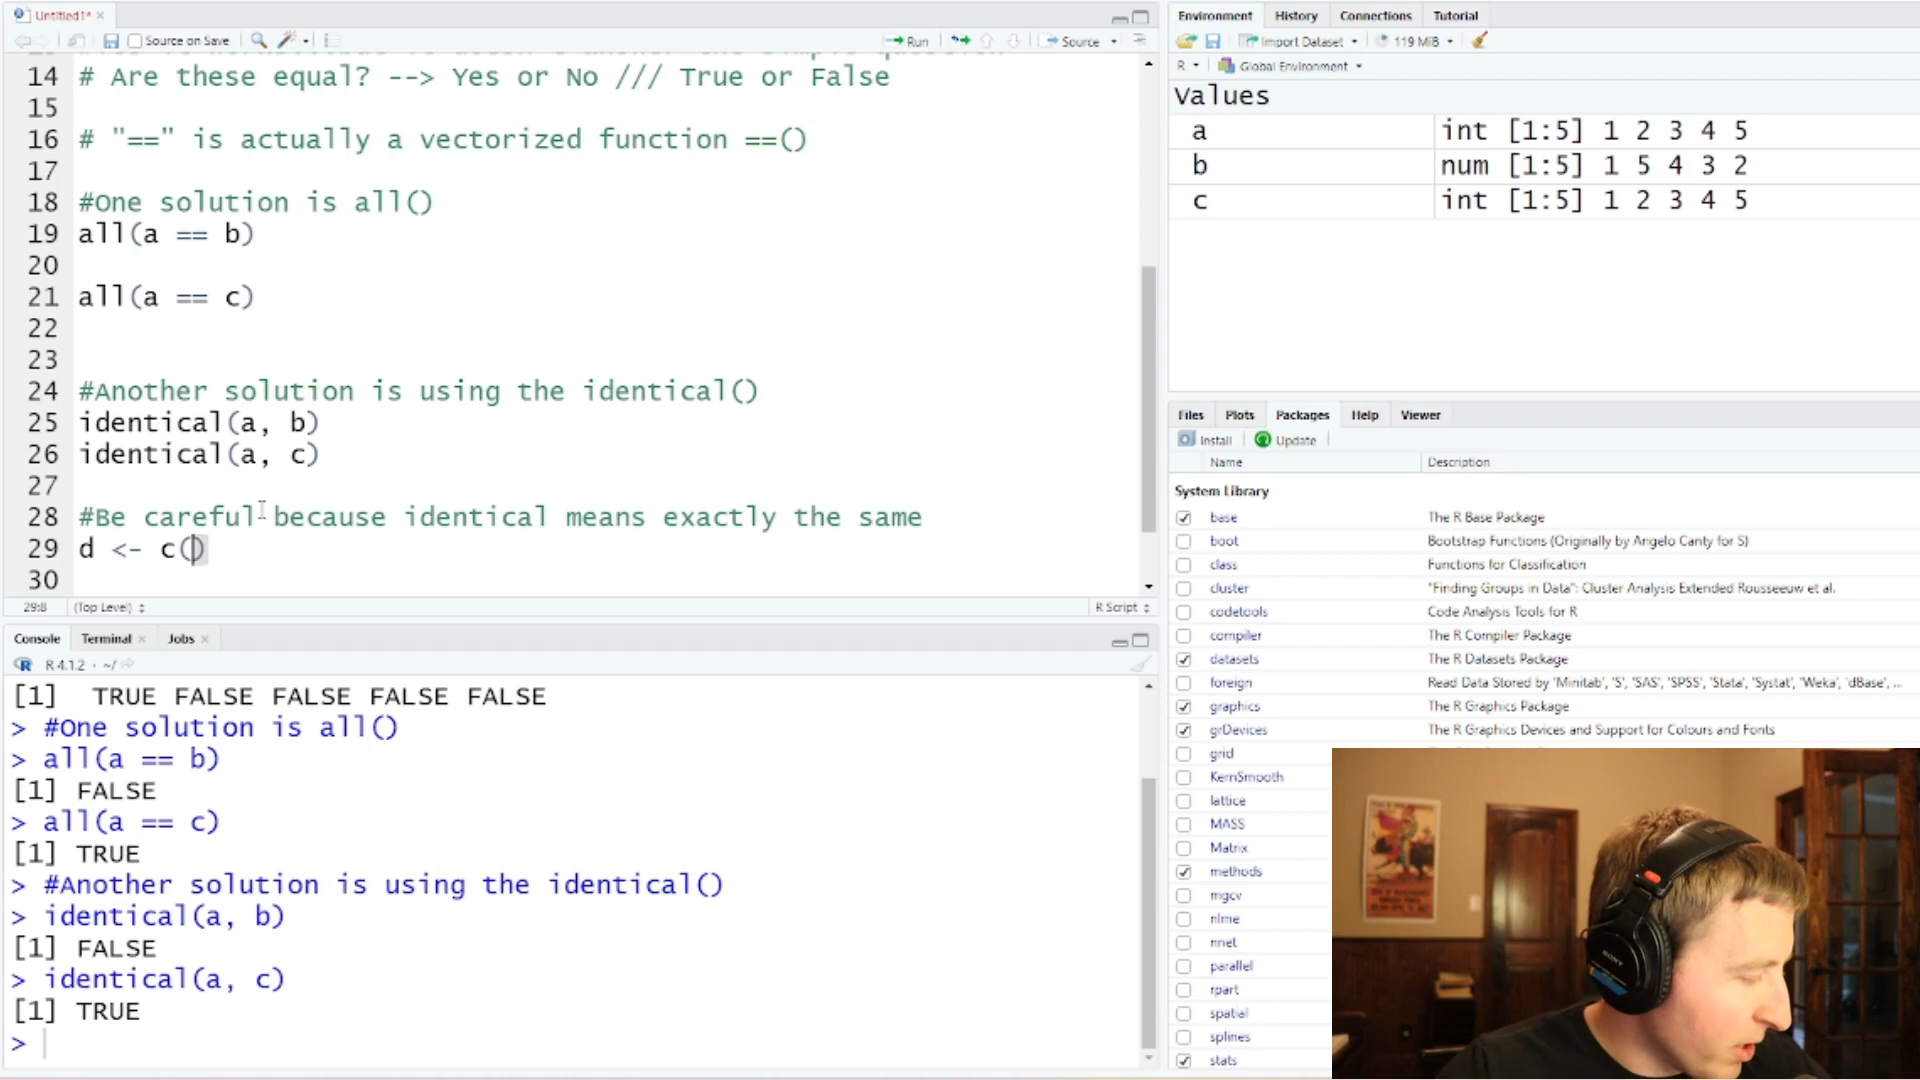 Untitled1*
Source on Save
Run
Source
14 # Are these equal? --> Yes or No /// True or False
15
16 # "==" is actually a vectorized function ==()
17
18 #One solution is all()
19 all(a == b)
20
21 all(a == c)
22
23
24 #Another solution is using the identical()
25 identical(a, b)
26 identical(a, c)
27
28 #Be careful because identical means exactly the same
29 d <- c()
30
29:8 (Top Level) R Script
Console Terminal Jobs
R 4.1.2 · ~/
[1] TRUE FALSE FALSE FALSE FALSE
> #One solution is all()
> all(a == b)
[1] FALSE
> all(a == c)
[1] TRUE
> #Another solution is using the identical()
> identical(a, b)
[1] FALSE
> identical(a, c)
[1] TRUE
>
Environment History Connections Tutorial
Import Dataset 119 MiB
R Global Environment
Values
a int [1:5] 1 2 3 4 5
b num [1:5] 1 5 4 3 2
c int [1:5] 1 2 3 4 5
Files Plots Packages Help Viewer
Install Update
Name Description
System Library
base The R Base Package
boot Bootstrap Functions (Originally by Angelo Canty for S)
class Functions for Classification
cluster "Finding Groups in Data": Cluster Analysis Extended Rousseeuw et al.
codetools Code Analysis Tools for R
compiler The R Compiler Package
datasets The R Datasets Package
foreign Read Data Stored by 'Minitab', 'S', 'SAS', 'SPSS', 'Stata', 'Systat', 'Weka', 'dBase', ...
graphics The R Graphics Package
grDevices The R Graphics Devices and Support for Colours and Fonts
grid
KernSmooth
lattice
MASS
Matrix
methods
mgcv
nlme
nnet
parallel
rpart
spatial
splines
stats
SONY